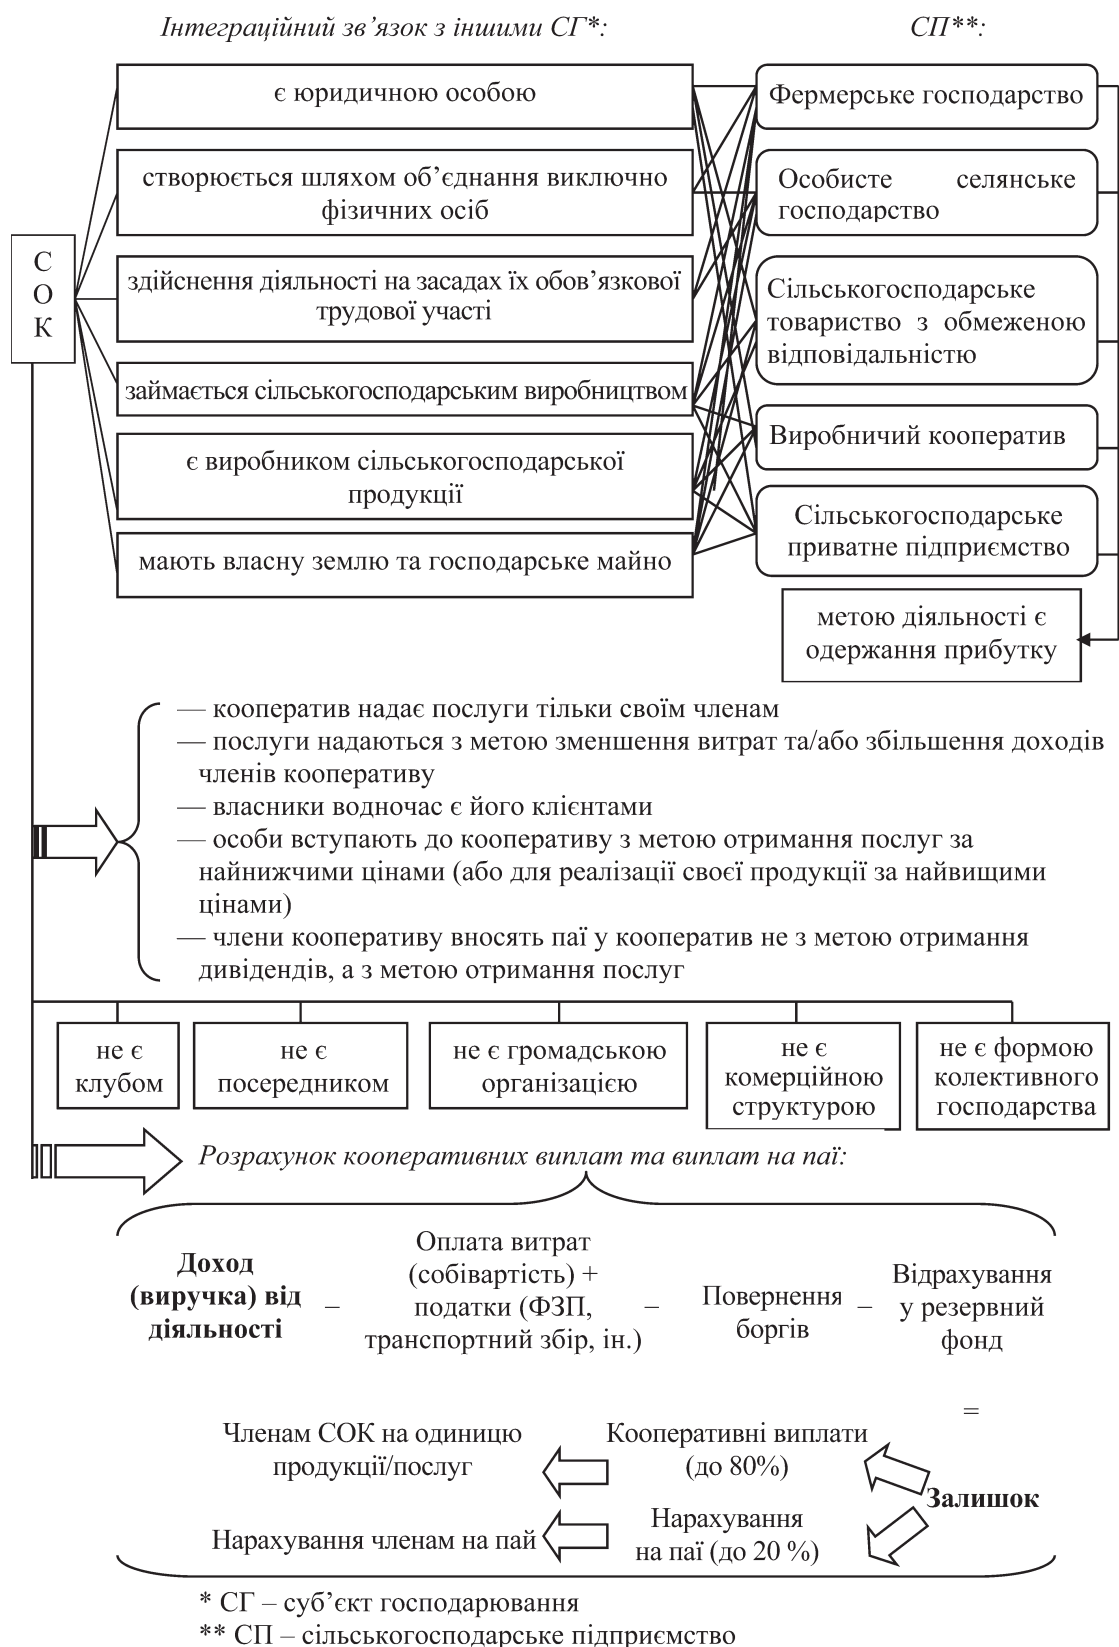 Інтеграційний зв’язок з іншими СГ*:
СП**:
С
О
К
є юридичною особою
створюється шляхом об’єднання виключно
фізичних осіб
здійснення діяльності на засадах їх обов’язкової
трудової участі
займається сільськогосподарським виробництвом
є виробником сільськогосподарської
продукції
мають власну землю та господарське майно
Фермерське господарство
Особисте селянське
господарство
Сільськогосподарське
товариство з обмеженою
відповідальністю
Виробничий кооператив
Сільськогосподарське
приватне підприємство
метою діяльності є
одержання прибутку
— кооператив надає послуги тільки своїм членам
— послуги надаються з метою зменшення витрат та/або збільшення доходів
членів кооперативу
— власники водночас є його клієнтами
— особи вступають до кооперативу з метою отримання послуг за
найнижчими цінами (або для реалізації своєї продукції за найвищими
цінами)
— члени кооперативу вносять паї у кооператив не з метою отримання
дивідендів, а з метою отримання послуг
не є
клубом
не є
посередником
не є громадською
організацією
не є
комерційною
структурою
не є формою
колективного
господарства
Розрахунок кооперативних виплат та виплат на паї:
Доход
(виручка) від
діяльності
–
Оплата витрат
(собівартість) +
податки (ФЗП,
транспортний збір, ін.)
–
Повернення
боргів
–
Відрахування
у резервний
фонд
=
Членам СОК на одиницю
продукції/послуг
Кооперативні виплати
(до 80%)
Залишок
Нарахування членам на пай
Нарахування
на паї (до 20 %)
* СГ – суб’єкт господарювання
** СП – сільськогосподарське підприємство